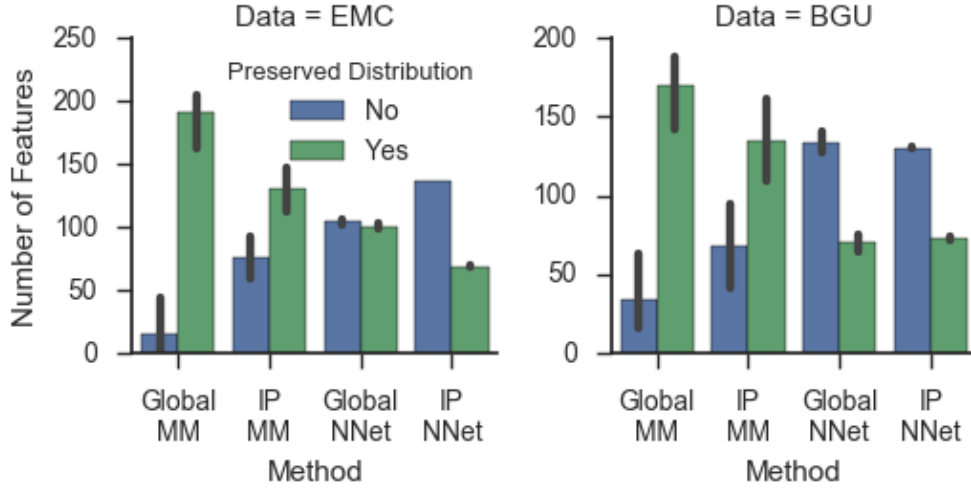 Data = EMC
Data = BGU
Number of Features
250
200
150
100
50
0
Preserved Distribution
No
Yes
200
150
100
50
0
Global MM
IP MM
Global NNet
IP NNet
Global MM
IP MM
Global NNet
IP NNet
Method
Method